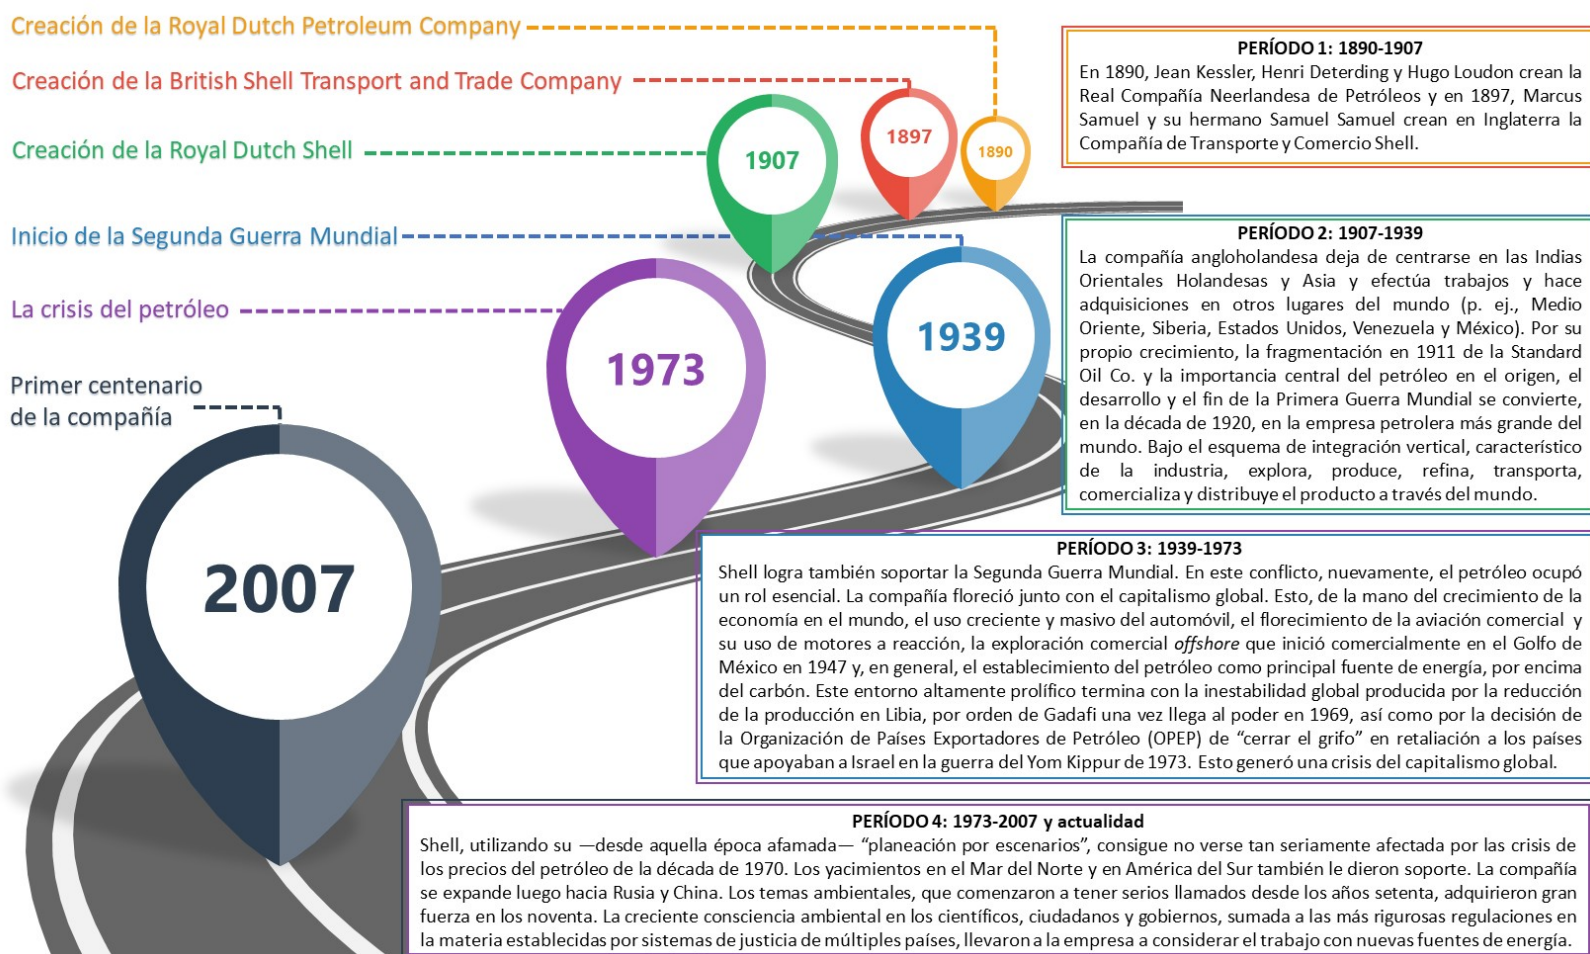 Creación de la Royal Dutch Petroleum Company
Creación de la British Shell Transport and Trade Company
Creación de la Royal Dutch Shell
Inicio de la Segunda Guerra Mundial
La crisis del petróleo
Primer centenario
de la compañía
1890
1897
1907
1939
1973
2007
PERÍODO 1: 1890-1907
En 1890, Jean Kessler, Henri Deterding y Hugo Loudon crean la
Real Compañía Neerlandesa de Petróleos y en 1897, Marcus
Samuel y su hermano Samuel Samuel crean en Inglaterra la
Compañía de Transporte y Comercio Shell.
PERÍODO 2: 1907-1939
La compañía angloholandesa deja de centrarse en las Indias
Orientales Holandesas y Asia y efectúa trabajos y hace
adquisiciones en otros lugares del mundo (p. ej., Medio
Oriente, Siberia, Estados Unidos, Venezuela y México). Por su
propio crecimiento, la fragmentación en 1911 de la Standard
Oil Co. y la importancia central del petróleo en el origen, el
desarrollo y el fin de la Primera Guerra Mundial se convierte,
en la década de 1920, en la empresa petrolera más grande del
mundo. Bajo el esquema de integración vertical, característico
de la industria, explora, produce, refina, transporta,
comercializa y distribuye el producto a través del mundo.
PERÍODO 3: 1939-1973
Shell logra también soportar la Segunda Guerra Mundial. En este conflicto, nuevamente, el petróleo ocupó
un rol esencial. La compañía floreció junto con el capitalismo global. Esto, de la mano del crecimiento de la
economía en el mundo, el uso creciente y masivo del automóvil, el florecimiento de la aviación comercial y
su uso de motores a reacción, la exploración comercial offshore que inició comercialmente en el Golfo de
México en 1947 y, en general, el establecimiento del petróleo como principal fuente de energía, por encima
del carbón. Este entorno altamente prolífico termina con la inestabilidad global producida por la reducción
de la producción en Libia, por orden de Gadafi una vez llega al poder en 1969, así como por la decisión de
la Organización de Países Exportadores de Petróleo (OPEP) de “cerrar el grifo” en retaliación a los países
que apoyaban a Israel en la guerra del Yom Kippur de 1973. Esto generó una crisis del capitalismo global.
PERÍODO 4: 1973-2007 y actualidad
Shell, utilizando su —desde aquella época afamada— “planeación por escenarios”, consigue no verse tan seriamente afectada por las crisis de
los precios del petróleo de la década de 1970. Los yacimientos en el Mar del Norte y en América del Sur también le dieron soporte. La compañía
se expande luego hacia Rusia y China. Los temas ambientales, que comenzaron a tener serios llamados desde los años setenta, adquirieron gran
fuerza en los noventa. La creciente consciencia ambiental en los científicos, ciudadanos y gobiernos, sumada a las más rigurosas regulaciones en
la materia establecidas por sistemas de justicia de múltiples países, llevaron a la empresa a considerar el trabajo con nuevas fuentes de energía.